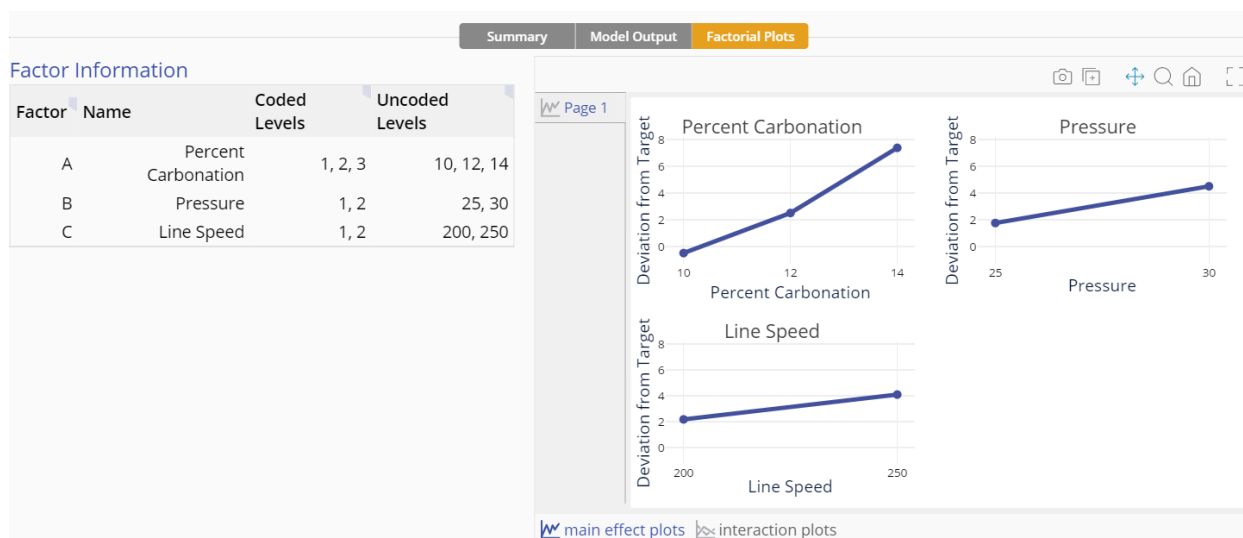 Summary Model Output Factorial Plots
Factor Information
Factor Name Coded Levels Uncoded Levels
A Percent Carbonation 1, 2, 3 10, 12, 14
B Pressure 1, 2 25, 30
C Line Speed 1, 2 200, 250
Page 1
Percent Carbonation
Deviation from Target
8
6
4
2
0
10 12 14
Percent Carbonation
Pressure
Deviation from Target
8
6
4
2
0
25 30
Pressure
Line Speed
Deviation from Target
8
6
4
2
0
200 250
Line Speed
main effect plots interaction plots